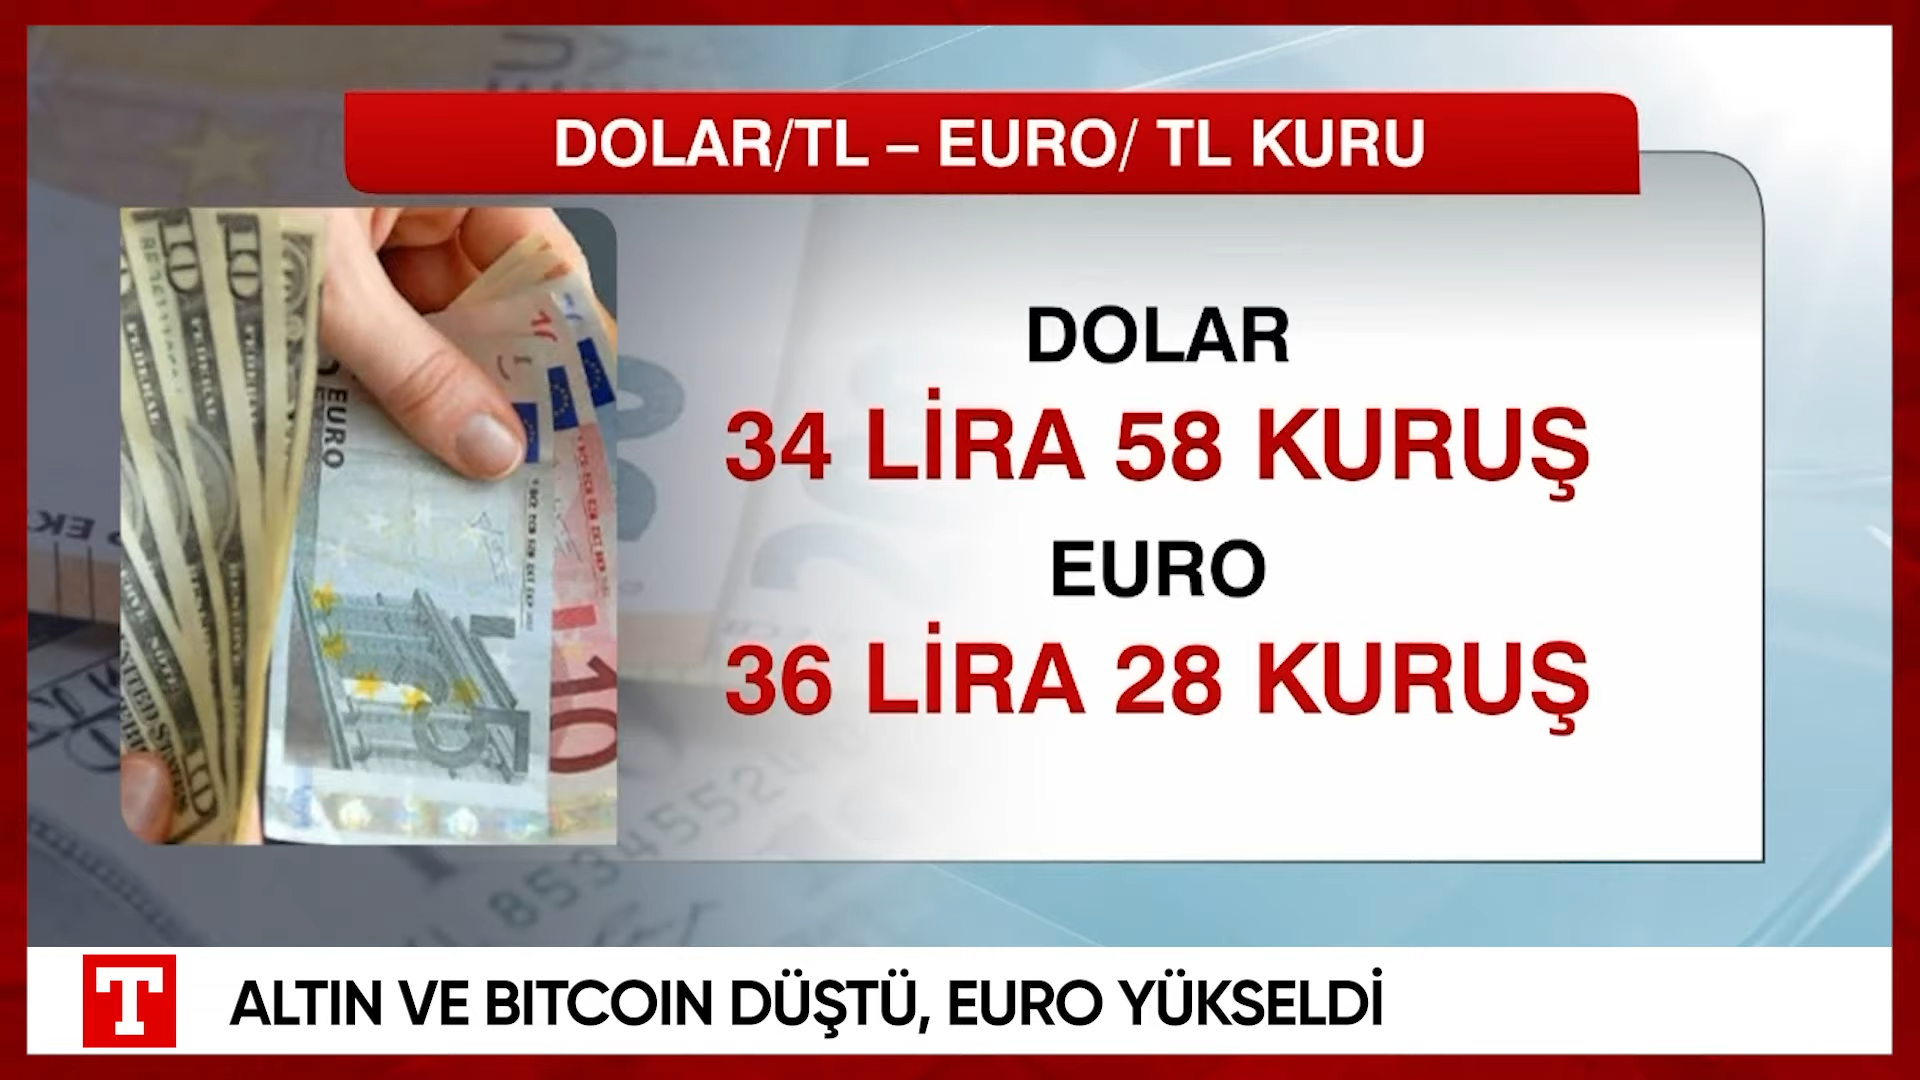 DOLAR/TL – EURO/ TL KURU
DOLAR
34 LİRA 58 KURUŞ
EURO
36 LİRA 28 KURUŞ
T
ALTIN VE BITCOIN DÜŞTÜ, EURO YÜKSELDİ